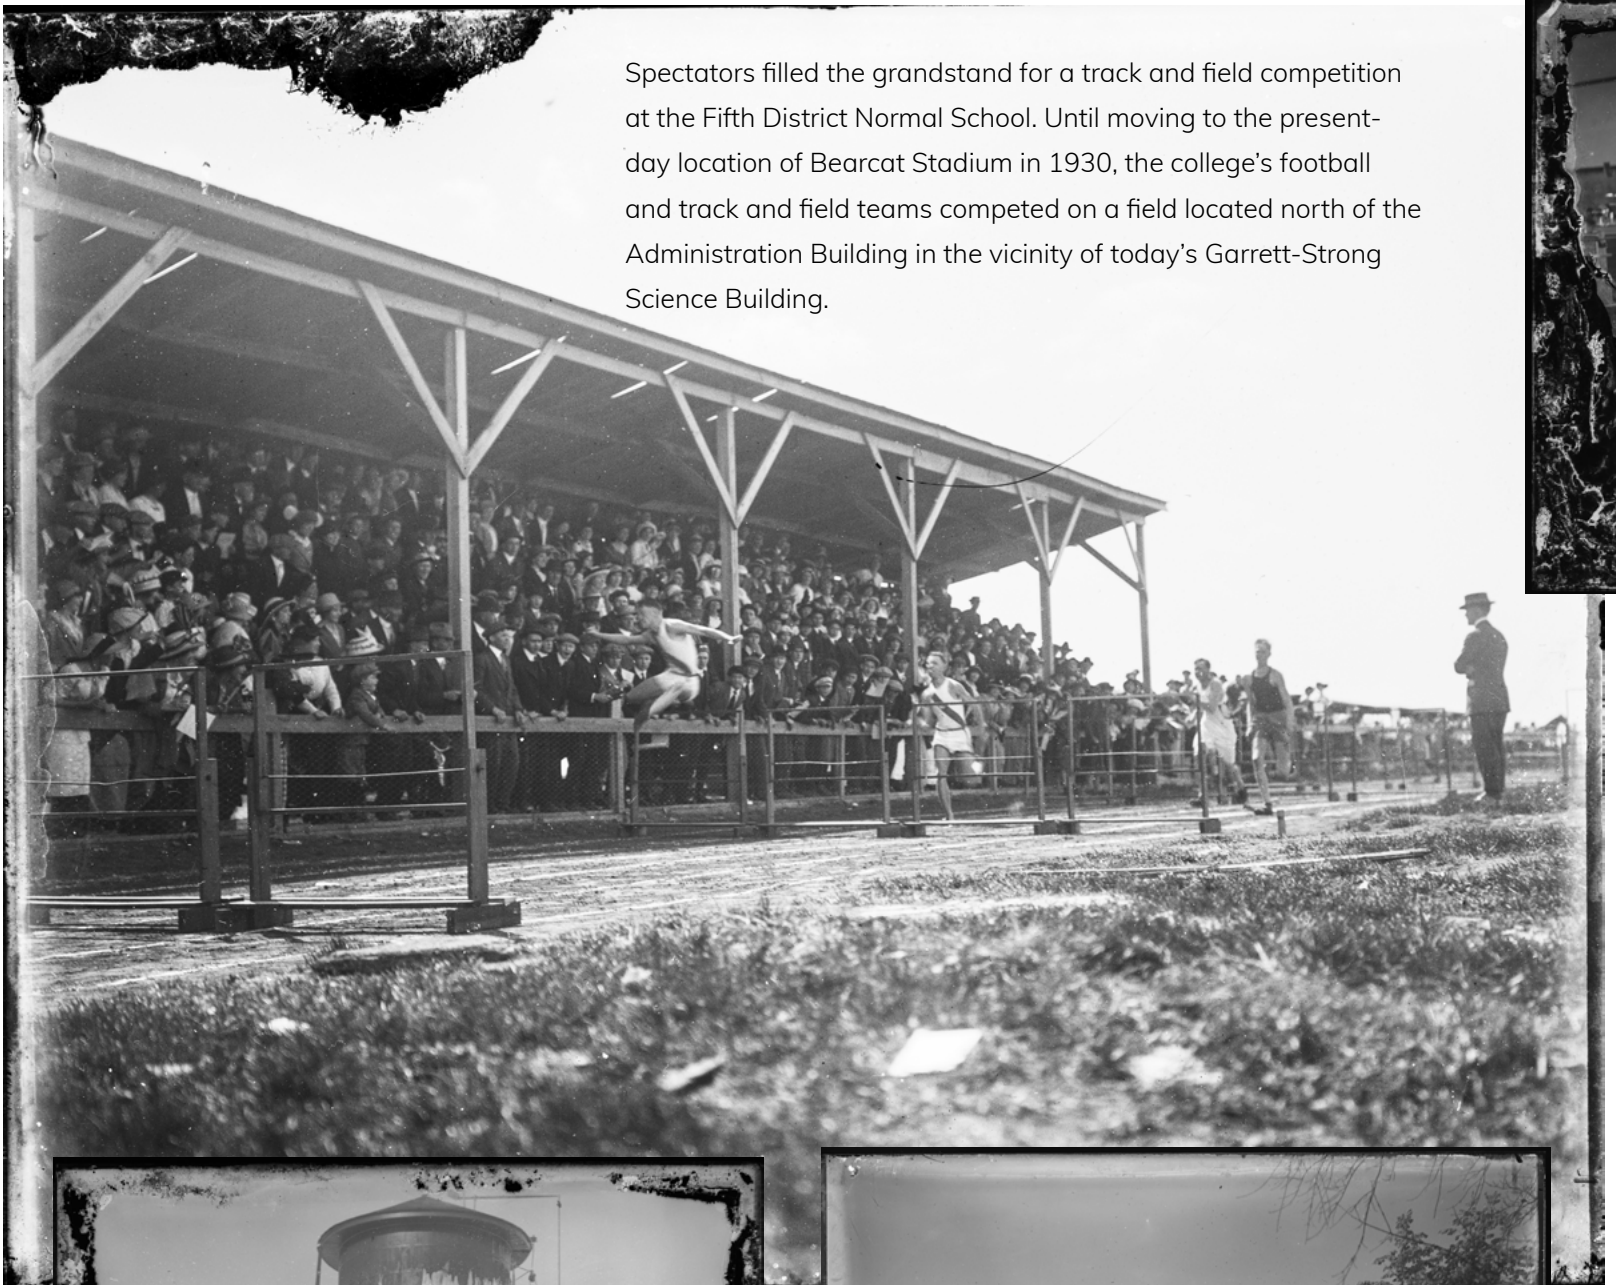 Spectators filled the grandstand for a track and field competition
at the Fifth District Normal School. Until moving to the present-
day location of Bearcat Stadium in 1930, the college’s football
and track and field teams competed on a field located north of the
Administration Building in the vicinity of today’s Garrett-Strong
Science Building.